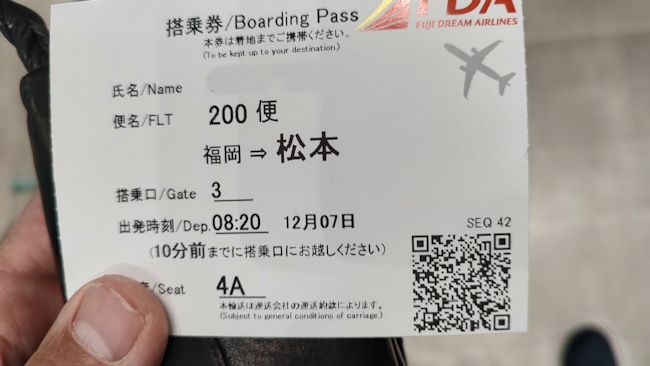 搭乗券/Boarding Pass
本券は着地までご携帯ください。
(To be kept up to your destination.)
FDA
FUJI DREAM AIRLINES
氏名/Name
便名/FLT 200 便
福岡 ⇒ 松本
搭乗口/Gate 3
出発時刻/Dep. 08:20 12月07日
(10分前までに搭乗口にお越しください)
SEQ 42
/Seat 4A
本輸送は運送会社の運送約款によります。
(Subject to general conditions of carriage.)